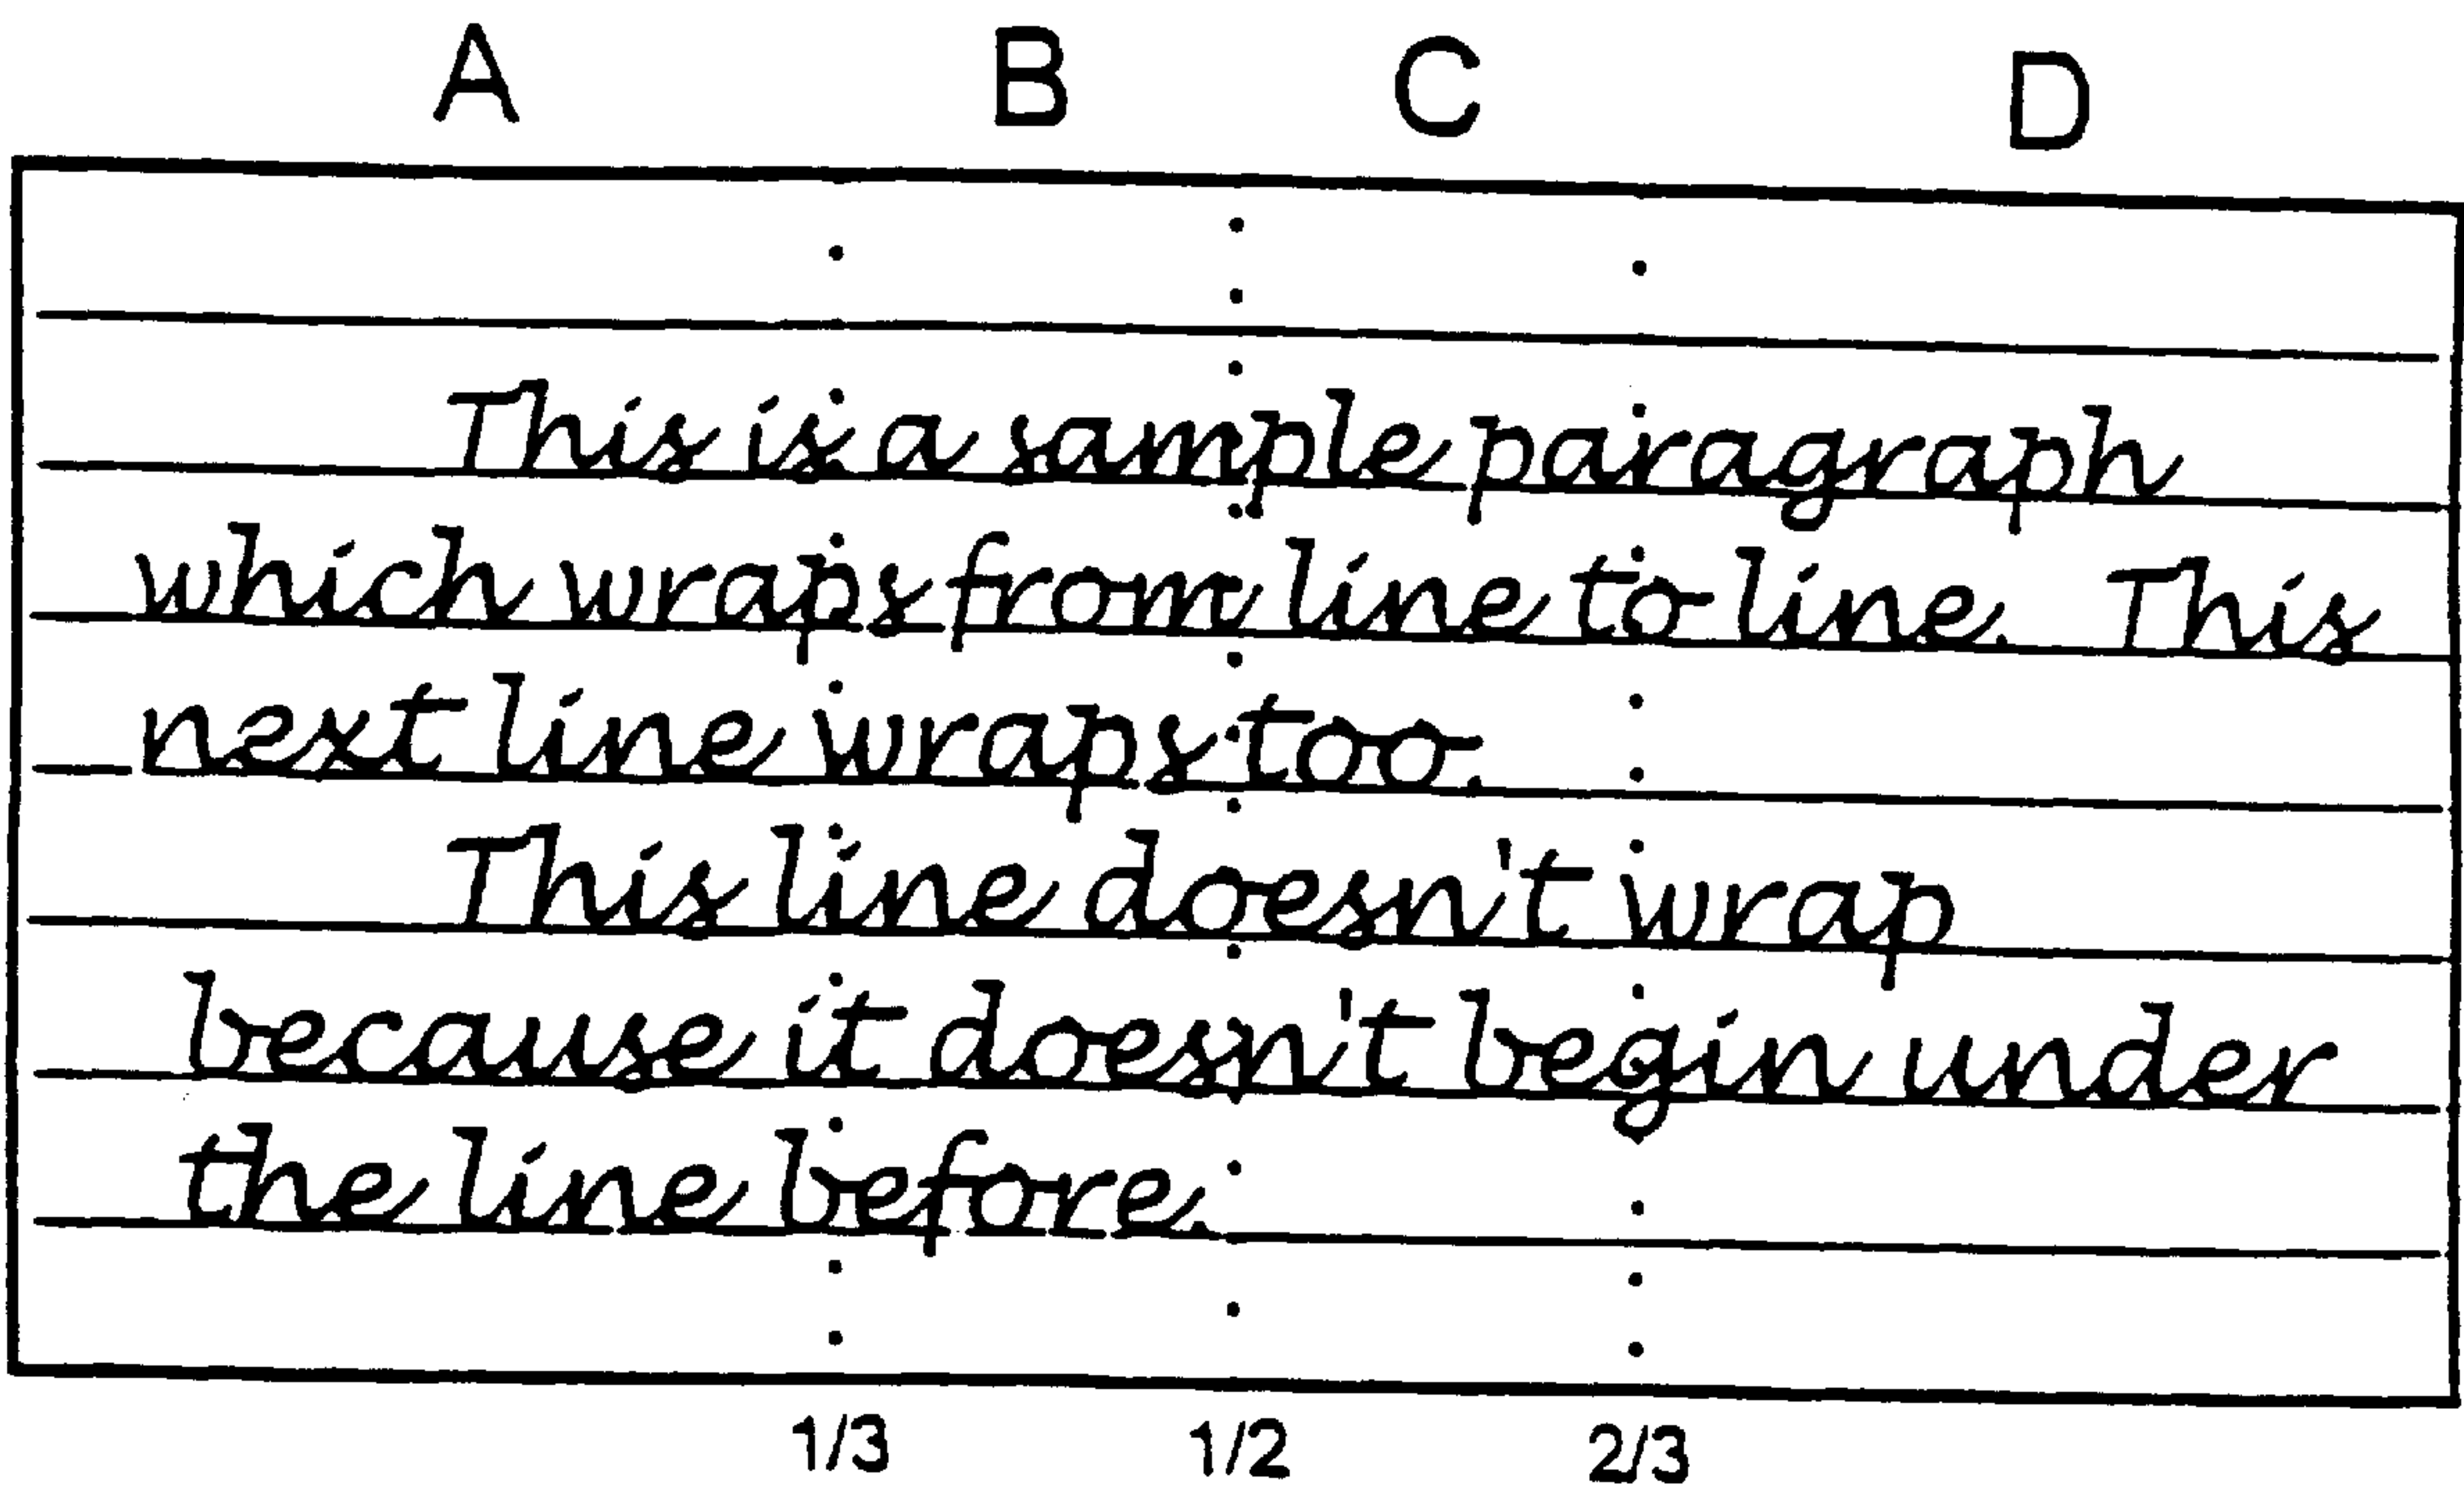 A B C D
This is a sample paragraph
which wraps from line to line. This
next line wraps too.
This line doesn't wrap
because it doesn't begin under
the line before.
1/3 1/2 2/3